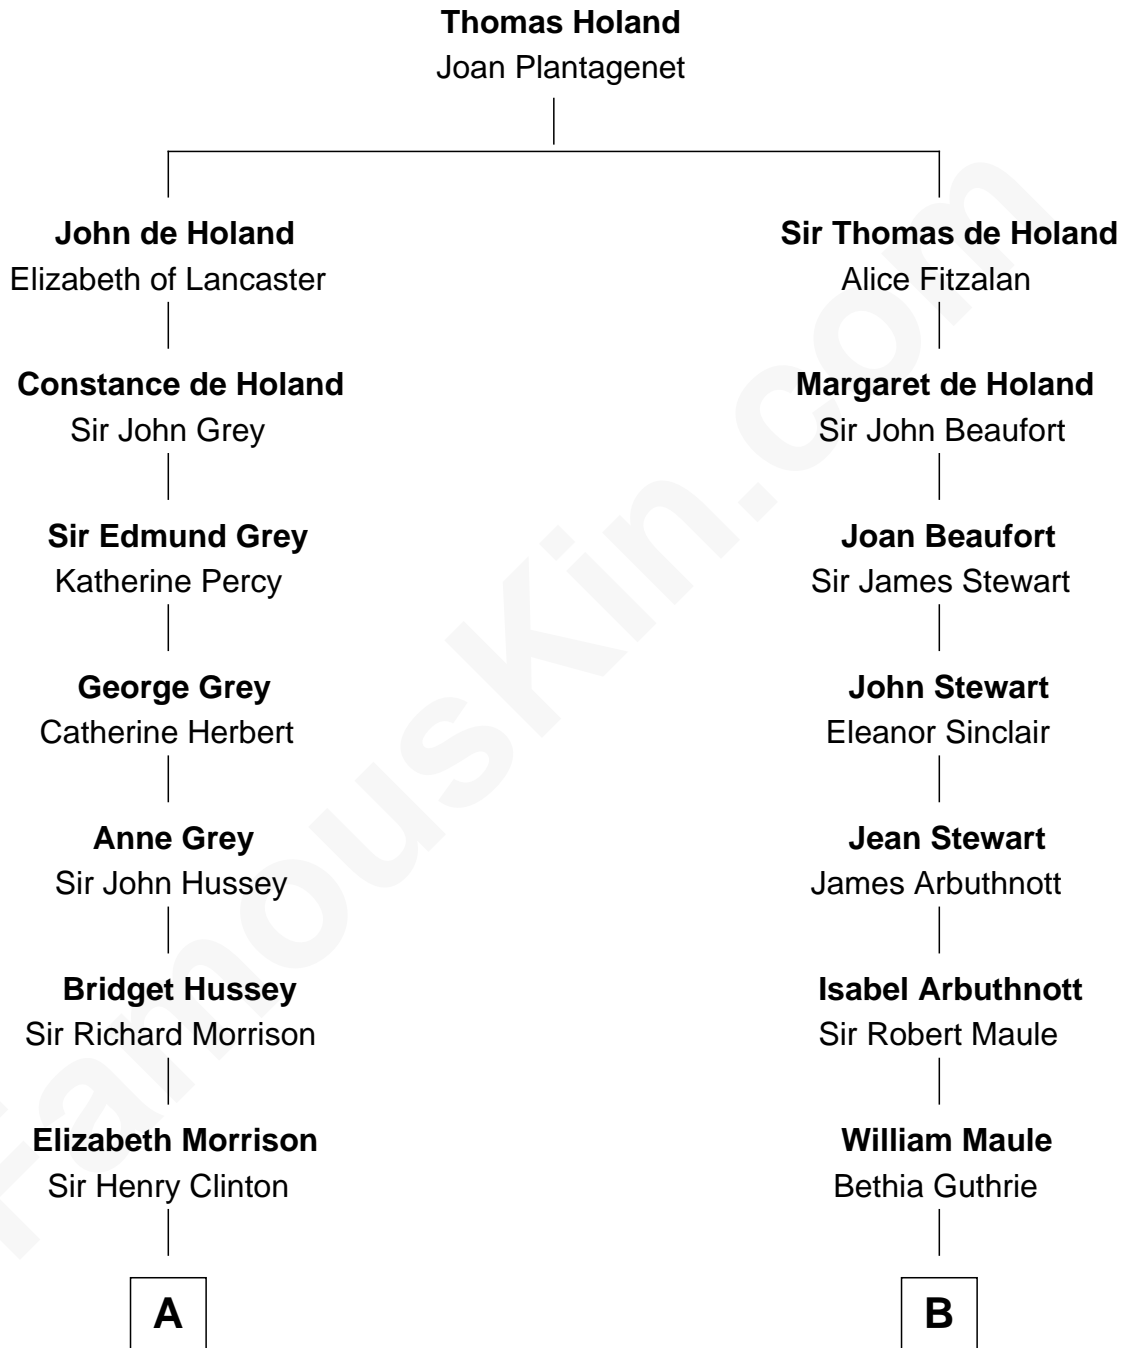 Thomas Holand
Joan Plantagenet
John de Holand
Elizabeth of Lancaster
Sir Thomas de Holand
Alice Fitzalan
Constance de Holand
Sir John Grey
Margaret de Holand
Sir John Beaufort
Sir Edmund Grey
Katherine Percy
Joan Beaufort
Sir James Stewart
George Grey
Catherine Herbert
John Stewart
Eleanor Sinclair
Anne Grey
Sir John Hussey
Jean Stewart
James Arbuthnott
Bridget Hussey
Sir Richard Morrison
Isabel Arbuthnott
Sir Robert Maule
Elizabeth Morrison
Sir Henry Clinton
William Maule
Bethia Guthrie
A
B
FamousKin.com